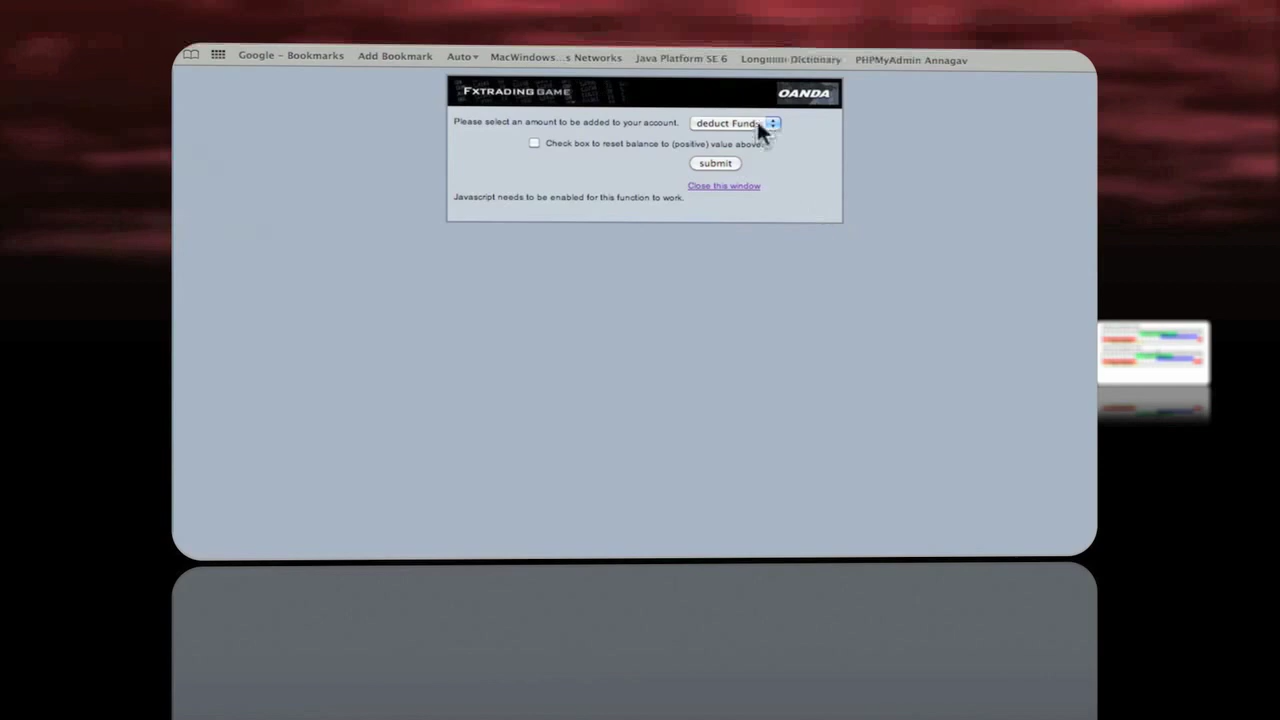 Google – Bookmarks Add Bookmark Auto MacWindows...s Networks Java Platform SE 6 Dictionary PHPMyAdmin Annagav
FXTRADING GAME OANDA
Please select an amount to be added to your account. deduct Funds
Check box to reset balance to (positive) value above.
submit
Close this window
Javascript needs to be enabled for this function to work.